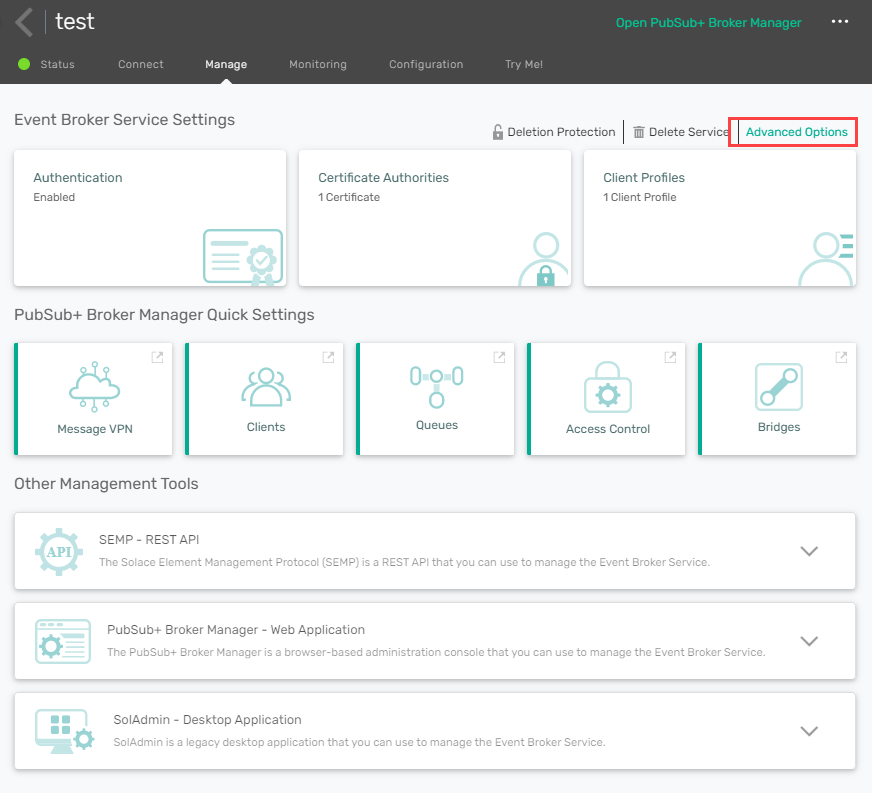 test
Open PubSub+ Broker Manager
Status
Connect
Manage
Monitoring
Configuration
Try Me!
Event Broker Service Settings
Deletion Protection
Delete Service
Advanced Options
Authentication
Enabled
Certificate Authorities
1 Certificate
Client Profiles
1 Client Profile
PubSub+ Broker Manager Quick Settings
Message VPN
Clients
Queues
Access Control
Bridges
Other Management Tools
API
SEMP - REST API
The Solace Element Management Protocol (SEMP) is a REST API that you can use to manage the Event Broker Service.
PubSub+ Broker Manager - Web Application
The PubSub+ Broker Manager is a browser-based administration console that you can use to manage the Event Broker Service.
SolAdmin - Desktop Application
SolAdmin is a legacy desktop application that you can use to manage the Event Broker Service.